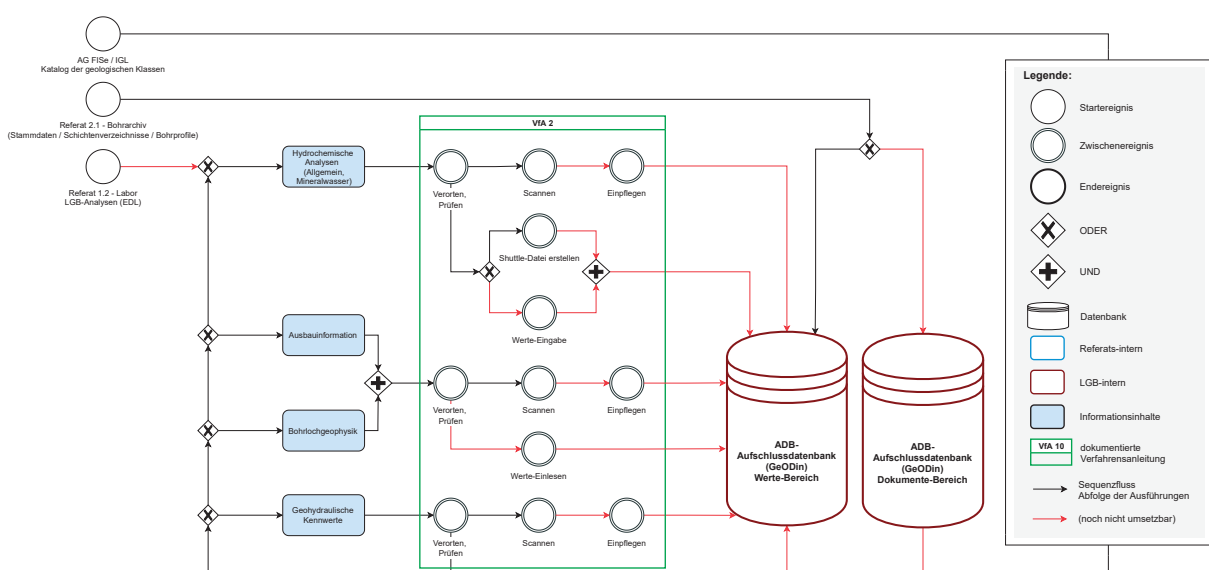 AG FISe / IGL
Katalog der geologischen Klassen
Referat 2.1 - Bohrarchiv
(Stammdaten / Schichtenverzeichnisse / Bohrprofile)
Referat 1.2 - Labor
LGB-Analysen (EDL)
Hydrochemische
Analysen
(Allgemein,
Mineralwasser)
Ausbauinformation
Bohrlochgeophysik
Geohydraulische
Kennwerte
VfA 2
Verorten,
Prüfen
Scannen
Einpflegen
Shuttle-Datei erstellen
Werte-Eingabe
Verorten,
Prüfen
Scannen
Einpflegen
Werte-Einlesen
Verorten,
Prüfen
Scannen
Einpflegen
ADB-
Aufschlussdatenbank
(GeODin)
Werte-Bereich
ADB-
Aufschlussdatenbank
(GeODin)
Dokumente-Bereich
Legende:
Startereignis
Zwischenereignis
Endereignis
ODER
UND
Datenbank
Referats-intern
LGB-intern
Informationsinhalte
VfA 10
dokumentierte
Verfahrensanleitung
Sequenzfluss
Abfolge der Ausführungen
(noch nicht umsetzbar)